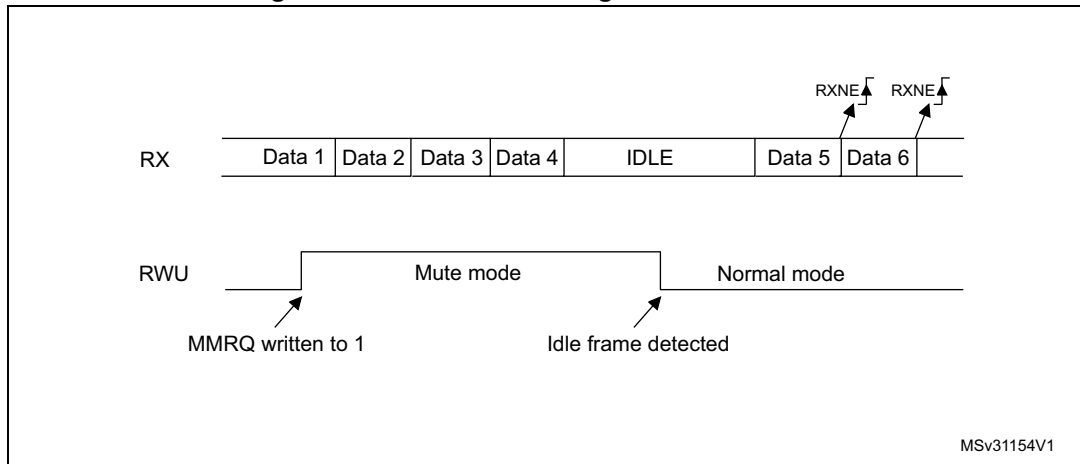 RXNE RXNE
RX Data 1 Data 2 Data 3 Data 4 IDLE Data 5 Data 6
RWU Mute mode Normal mode
MMRQ written to 1 Idle frame detected
MSv31154V1